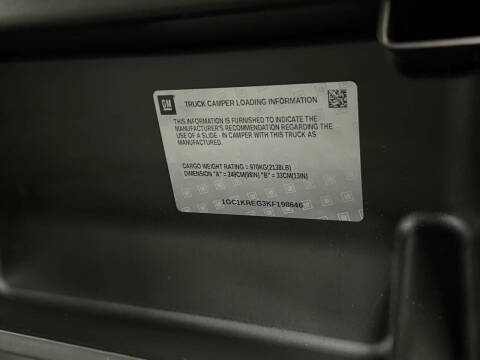 GM TRUCK CAMPER LOADING INFORMATION
THIS INFORMATION IS FURNISHED TO INDICATE THE
MANUFACTURER'S RECOMMENDATION REGARDING THE
USE OF A SLIDE - IN CAMPER WITH THIS TRUCK AS
MANUFACTURED.
CARGO WEIGHT RATING = 970KG(2138LB)
DIMENSION "A" = 249CM(98IN) "B" = 33CM(13IN)
1GC1KREG3KF198646